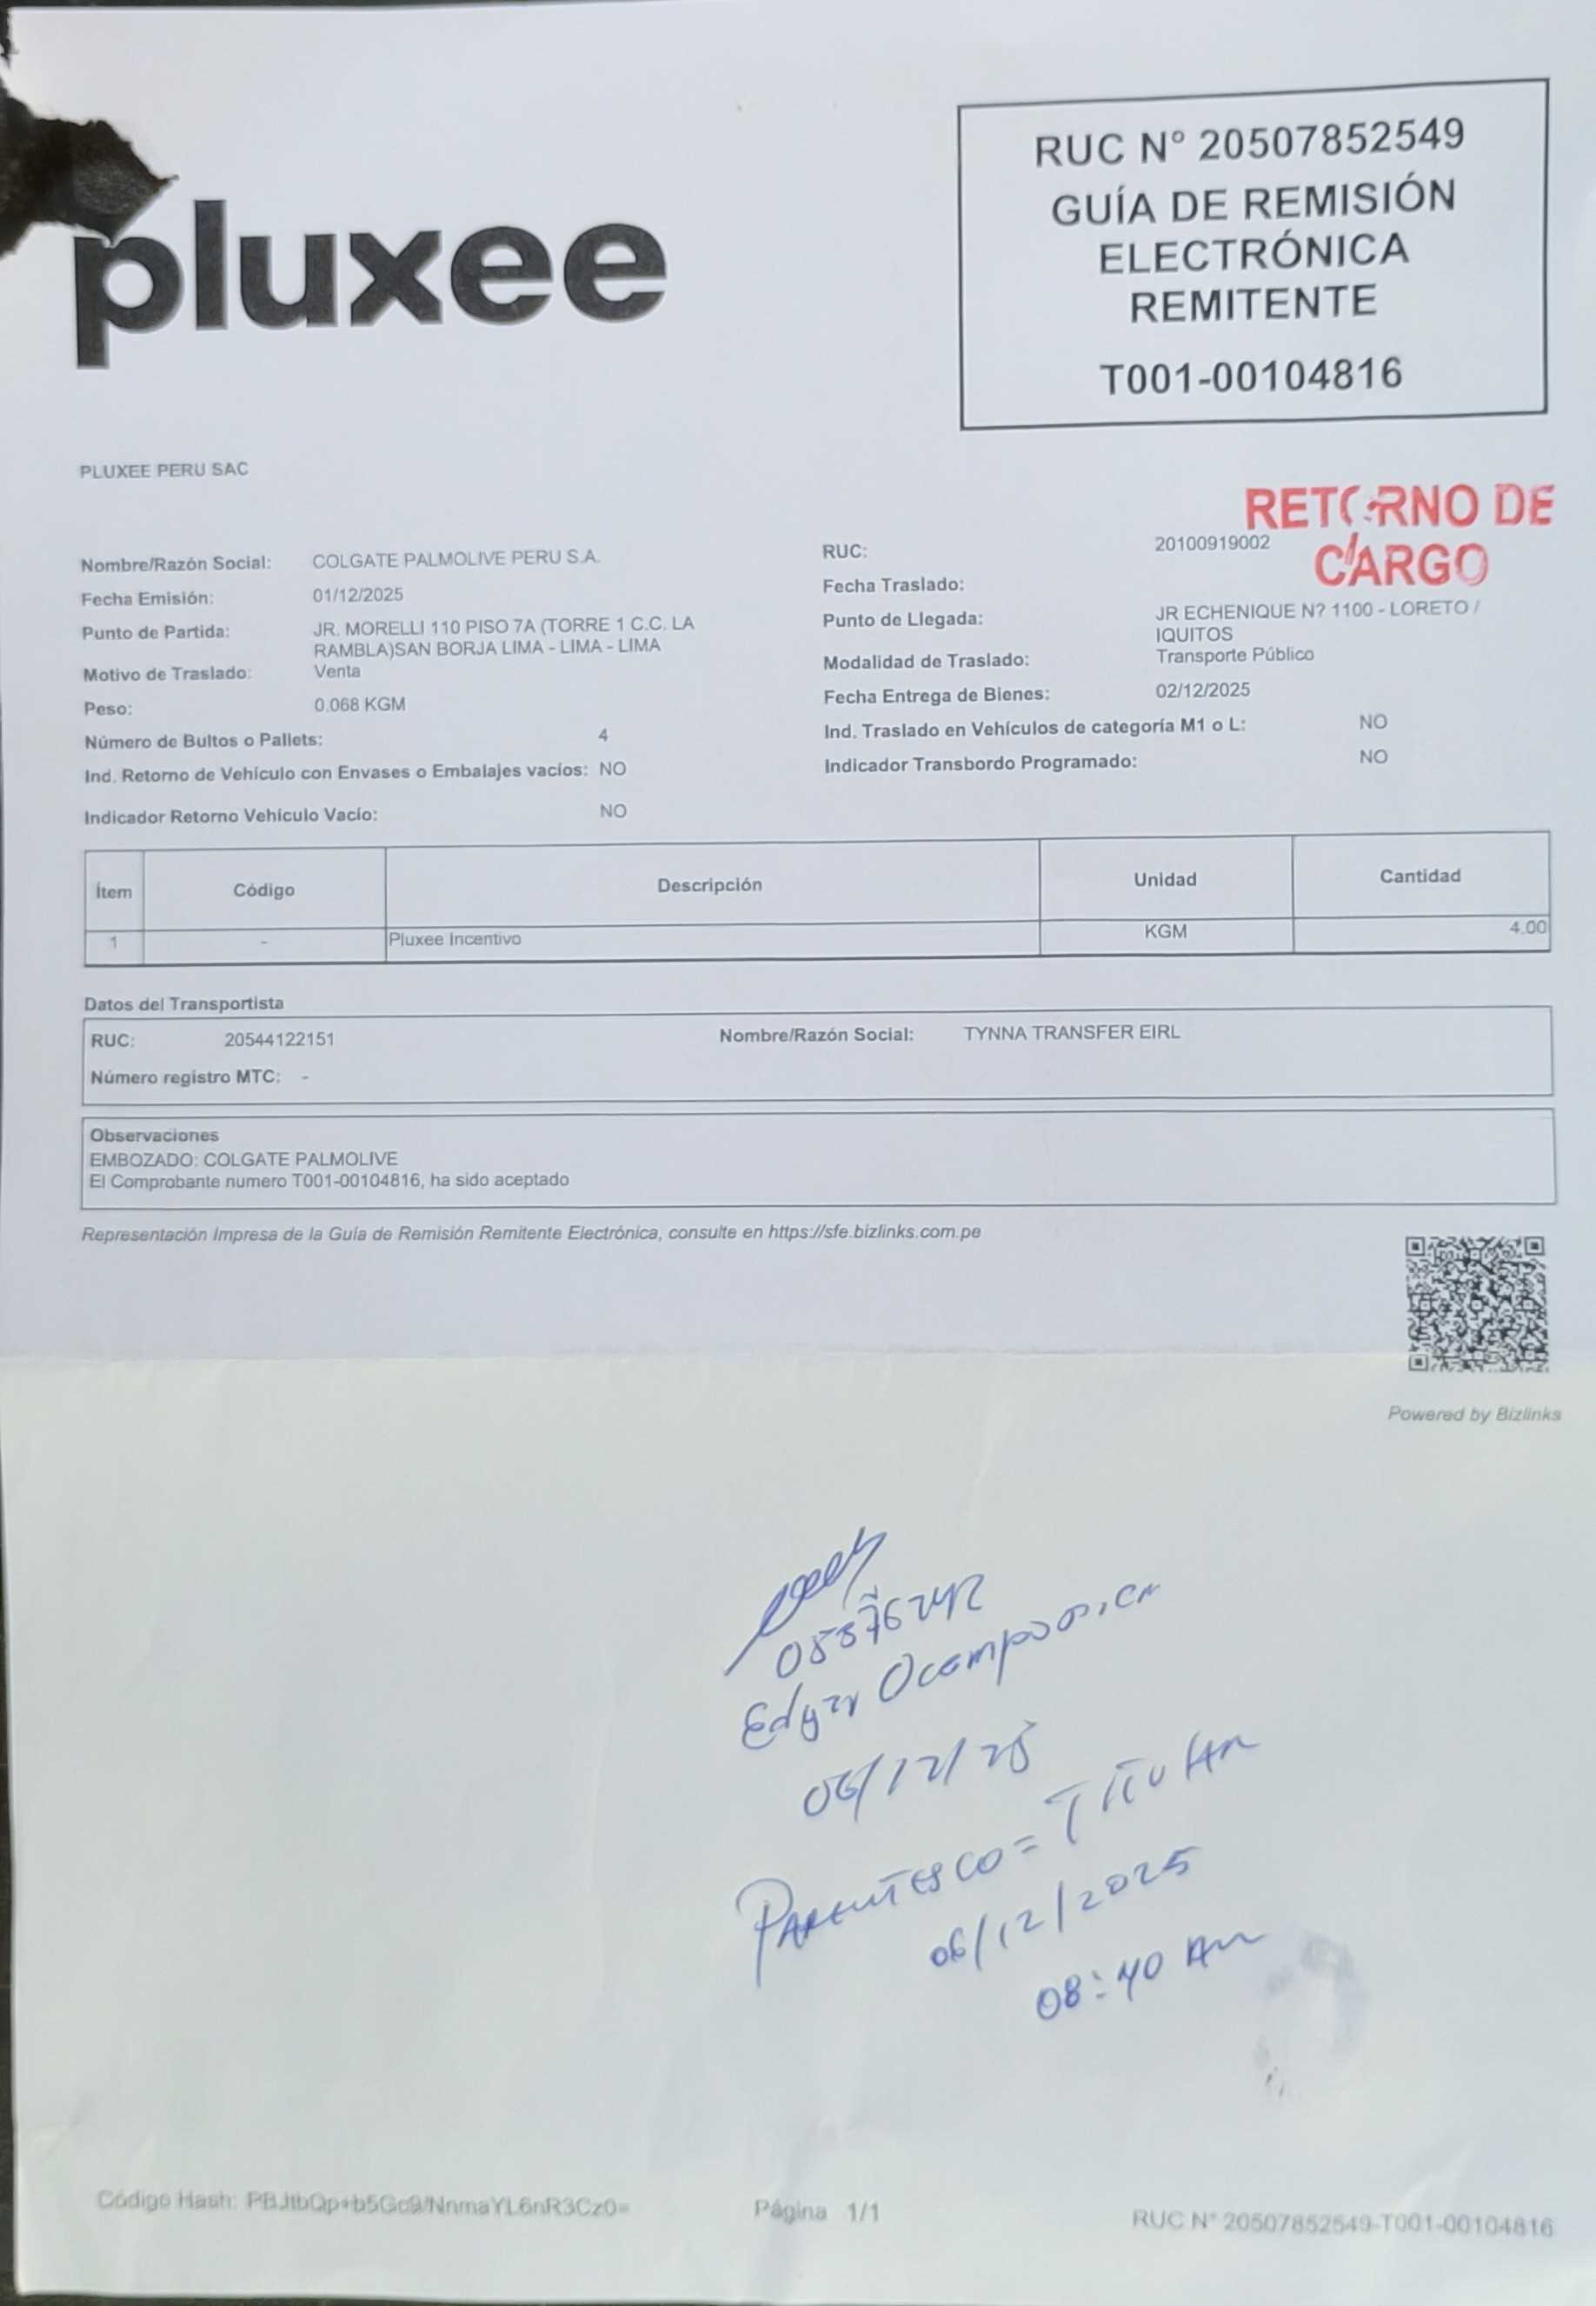 pluxee
RUC N° 20507852549
GUÍA DE REMISIÓN
ELECTRÓNICA
REMITENTE
T001-00104816
PLUXEE PERU SAC
RETORNO DE
CARGO
Nombre/Razón Social: COLGATE PALMOLIVE PERU S.A.
Fecha Emisión: 01/12/2025
Punto de Partida: JR. MORELLI 110 PISO 7A (TORRE 1 C.C. LA
RAMBLA)SAN BORJA LIMA - LIMA - LIMA
Motivo de Traslado: Venta
Peso: 0.068 KGM
Número de Bultos o Pallets: 4
Ind. Retorno de Vehículo con Envases o Embalajes vacíos: NO
Indicador Retorno Vehículo Vacío: NO
RUC: 20100919002
Fecha Traslado:
Punto de Llegada: JR ECHENIQUE N? 1100 - LORETO /
IQUITOS
Modalidad de Traslado: Transporte Público
Fecha Entrega de Bienes: 02/12/2025
Ind. Traslado en Vehículos de categoría M1 o L: NO
Indicador Transbordo Programado: NO
Ítem Código Descripción Unidad Cantidad
1 - Pluxee Incentivo KGM 4.00
Datos del Transportista
RUC: 20544122151 Nombre/Razón Social: TYNNA TRANSFER EIRL
Número registro MTC: -
Observaciones
EMBOZADO: COLGATE PALMOLIVE
El Comprobante numero T001-00104816, ha sido aceptado
Representación Impresa de la Guía de Remisión Remitente Electrónica, consulte en https://sfe.bizlinks.com.pe
Powered by Bizlinks
Edgar
06/12/25
PARENTESCO = TITULAR
06/12/2025
08:40 AM
Código Hash:
Página 1/1
RUC N° 20507852549-T001-00104816